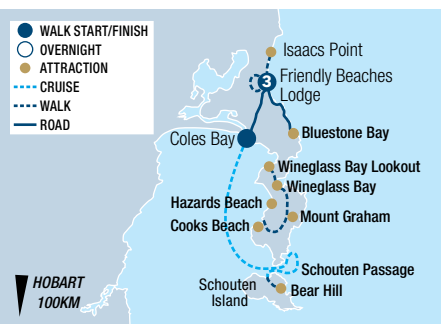 WALK START/FINISH
OVERNIGHT
ATTRACTION
CRUISE
WALK
ROAD
Isaacs Point
3
Friendly Beaches
Lodge
Coles Bay
Bluestone Bay
Wineglass Bay Lookout
Wineglass Bay
Hazards Beach
Mount Graham
Cooks Beach
Schouten Passage
Schouten
Island
Bear Hill
HOBART
100KM